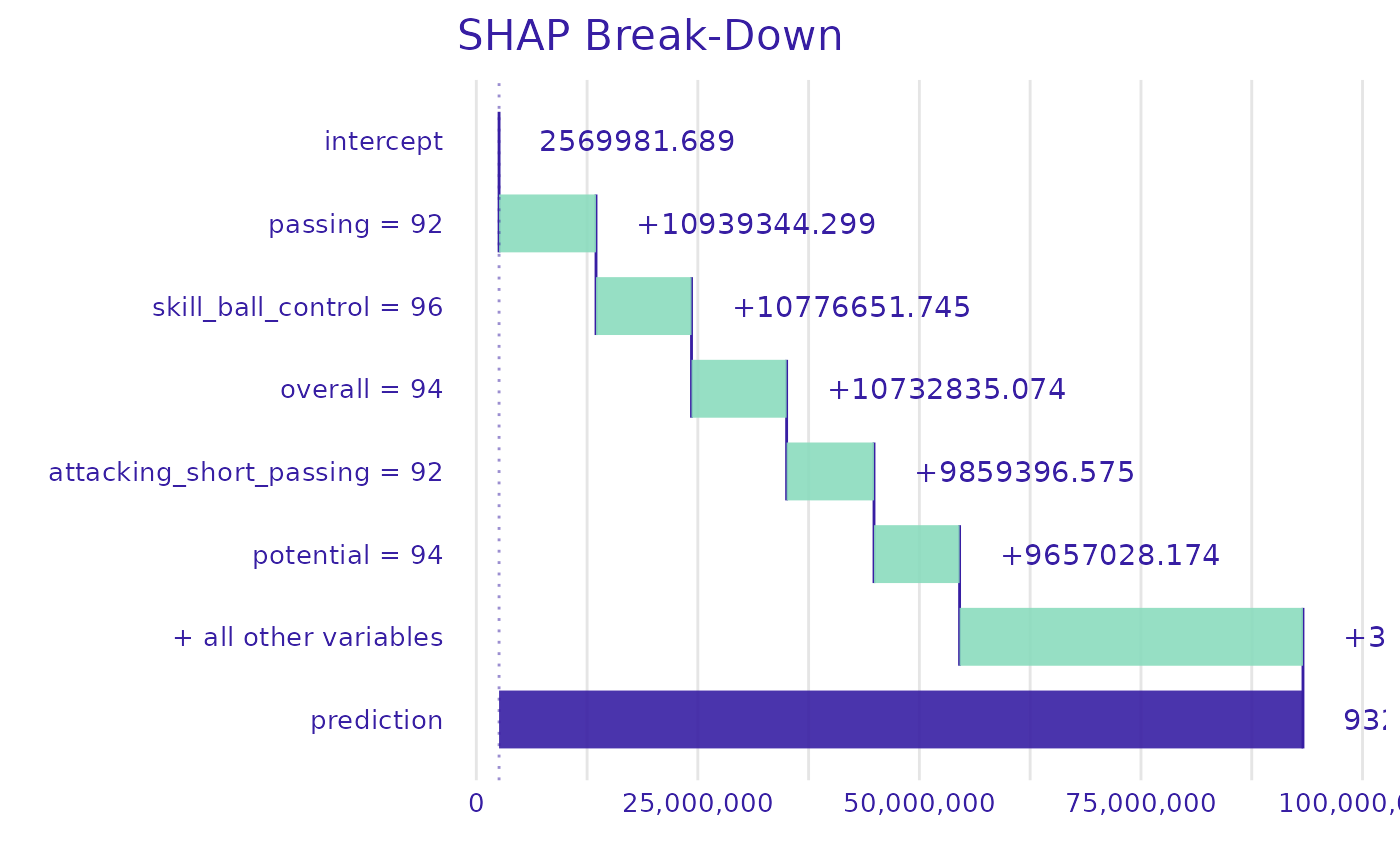 SHAP Break-Down
intercept 2569981.689
passing = 92 +10939344.299
skill_ball_control = 96 +10776651.745
overall = 94 +10732835.074
attacking_short_passing = 92 +9859396.575
potential = 94 +9657028.174
+ all other variables +3
prediction
0 25,000,000 50,000,000 75,000,000